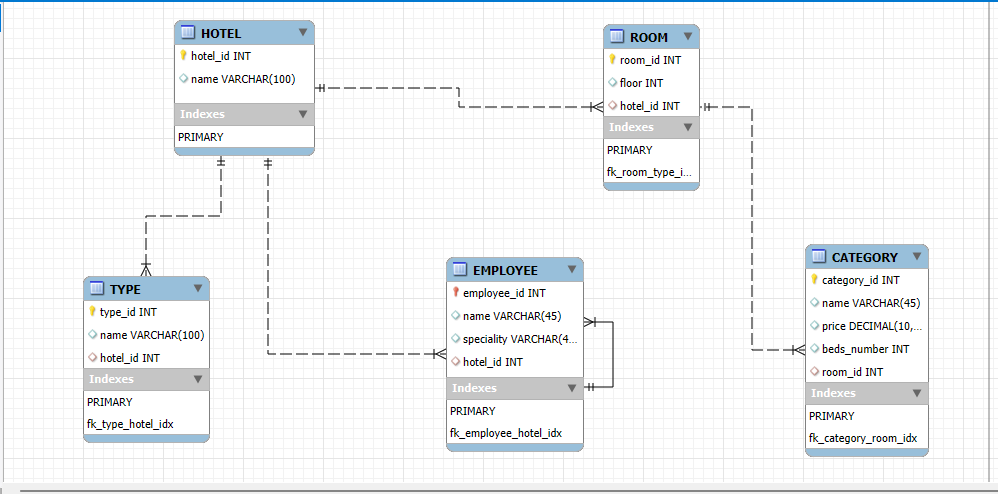 HOTEL
hotel_id INT
name VARCHAR(100)
Indexes
PRIMARY
ROOM
room_id INT
floor INT
hotel_id INT
Indexes
PRIMARY
fk_room_type_i...
TYPE
type_id INT
name VARCHAR(100)
hotel_id INT
Indexes
PRIMARY
fk_type_hotel_idx
EMPLOYEE
employee_id INT
name VARCHAR(45)
speciality VARCHAR(4...
hotel_id INT
Indexes
PRIMARY
fk_employee_hotel_idx
CATEGORY
category_id INT
name VARCHAR(45)
price DECIMAL(10,...
beds_number INT
room_id INT
Indexes
PRIMARY
fk_category_room_idx